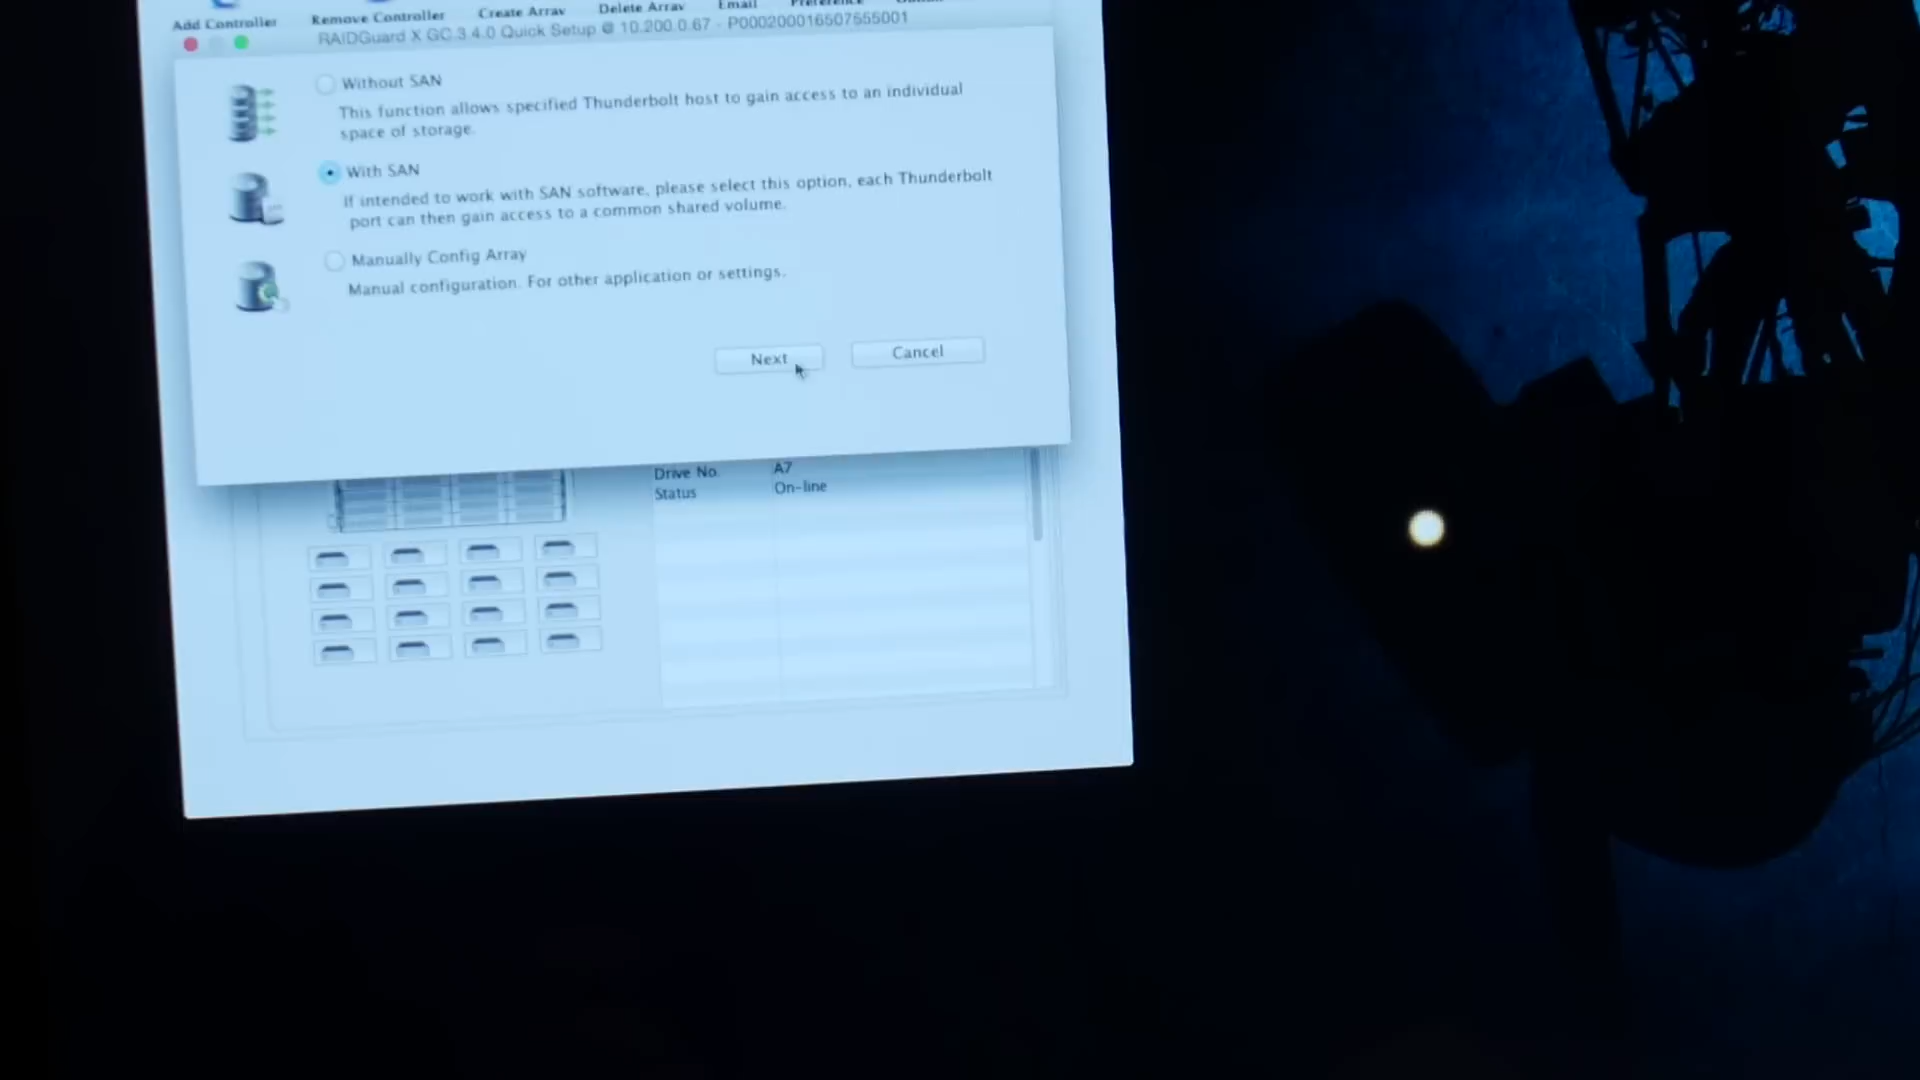 Add Controller Remove Controller Create Array Delete Array Email Preference
RAIDGuard X GC 3.4.0 Quick Setup @ 10.200.0.67 - P000200016507555001
Without SAN
This function allows specified Thunderbolt host to gain access to an individual
space of storage.
With SAN
If intended to work with SAN software, please select this option, each Thunderbolt
port can then gain access to a common shared volume.
Manually Config Array
Manual configuration. For other application or settings.
Next Cancel
Drive No. A7
Status On-line